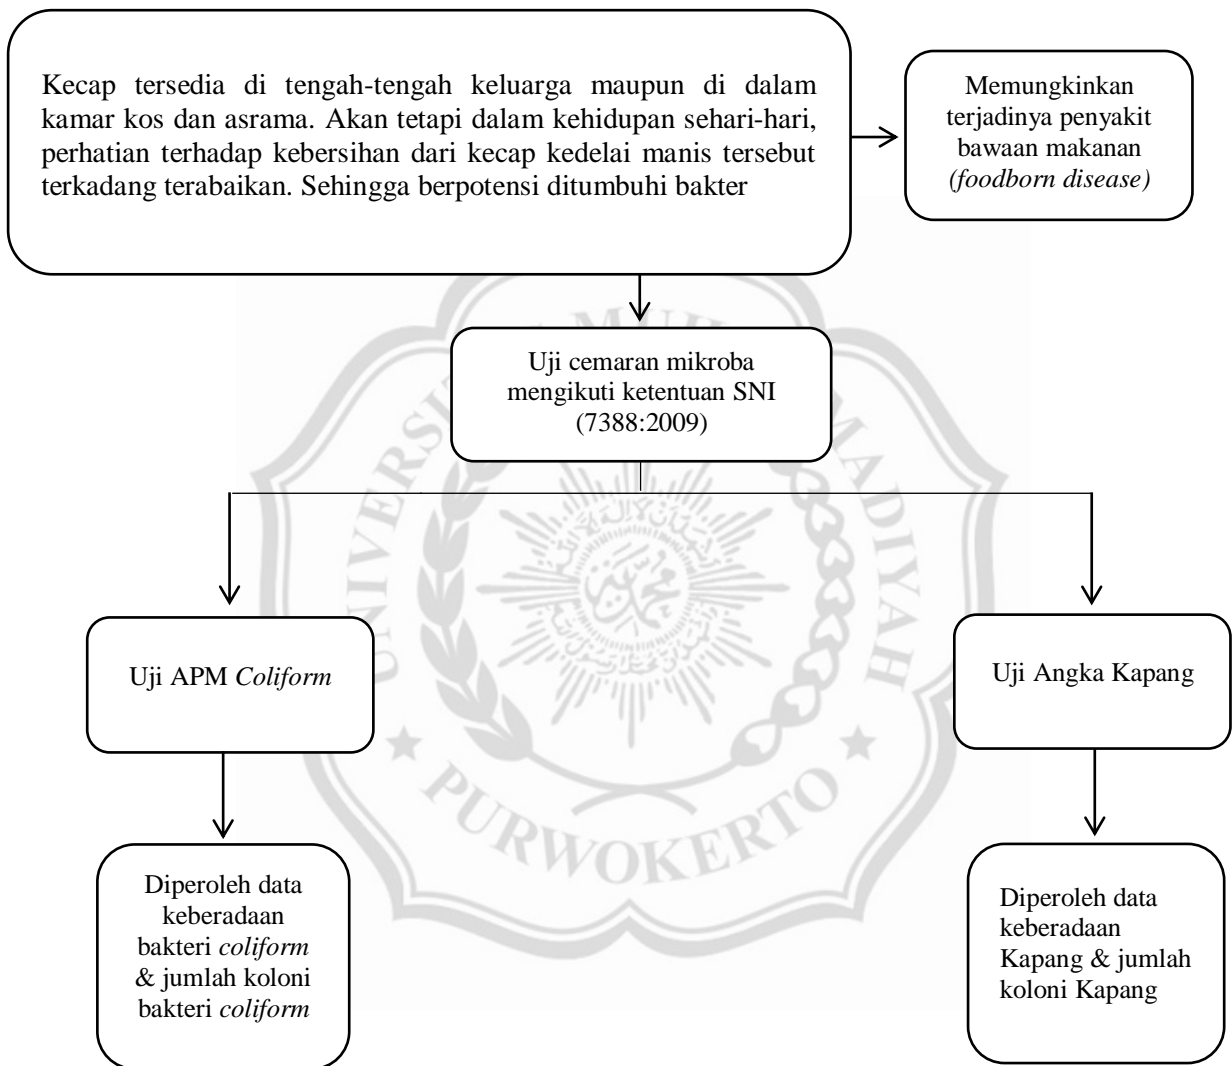 Kecap tersedia di tengah-tengah keluarga maupun di dalam
kamar kos dan asrama. Akan tetapi dalam kehidupan sehari-hari,
perhatian terhadap kebersihan dari kecap kedelai manis tersebut
terkadang terabaikan. Sehingga berpotensi ditumbuhi bakter
Memungkinkan
terjadinya penyakit
bawaan makanan
(foodborn disease)
Uji cemaran mikroba
mengikuti ketentuan SNI
(7388:2009)
Uji APM Coliform
Uji Angka Kapang
Diperoleh data
keberadaan
bakteri coliform
& jumlah koloni
bakteri coliform
Diperoleh data
keberadaan
Kapang & jumlah
koloni Kapang
PURWOKERTO